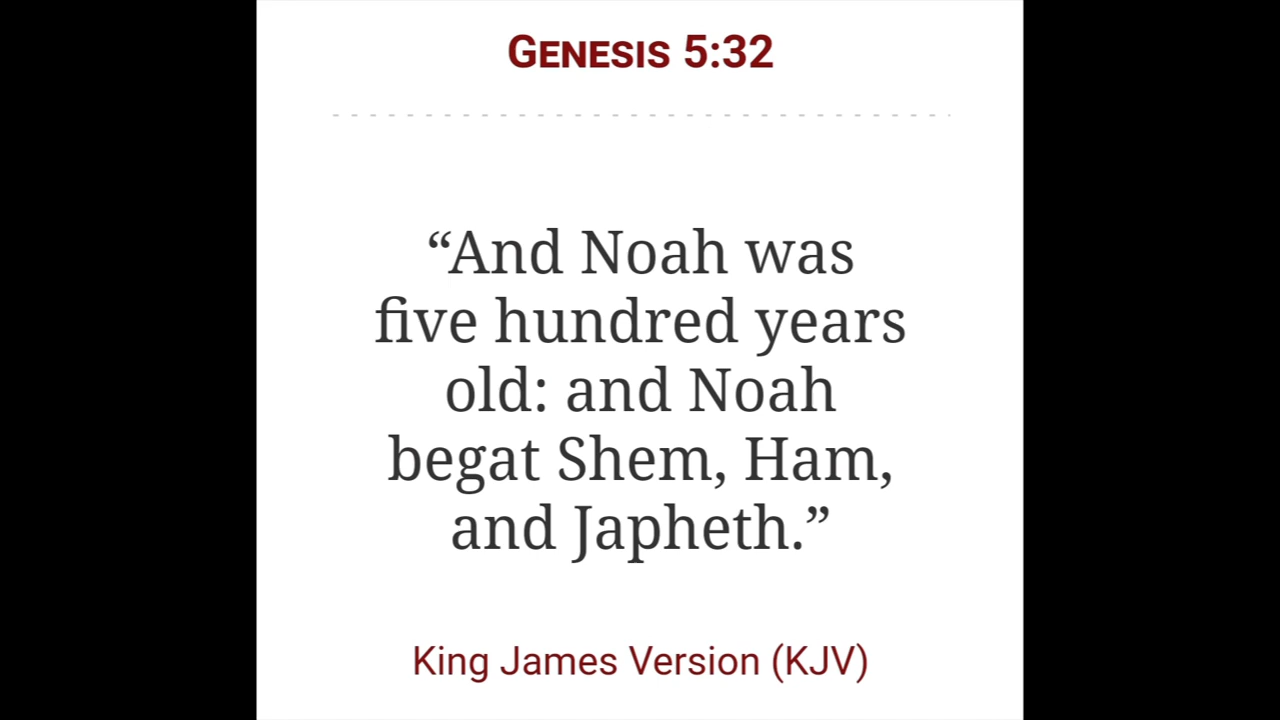 Genesis 5:32
“And Noah was
five hundred years
old: and Noah
begat Shem, Ham,
and Japheth.”
King James Version (KJV)